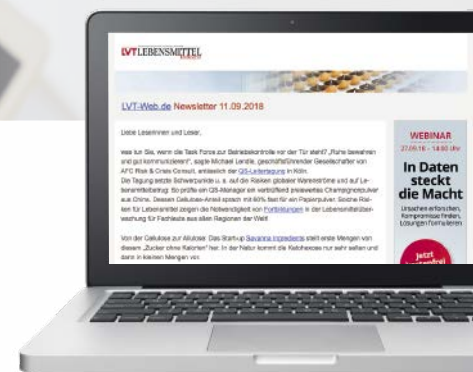 LVT LEBENSMITTEL
LVT-Web.de Newsletter 11.09.2018
Liebe Leserinnen und Leser,
was tun Sie, wenn die Task Force zur Betriebskontrolle vor der Tür steht? „Ruhe bewahren
und gut kommunizieren", sagte Michael Lendle, geschäftsführender Gesellschafter von
AFC Risk & Crisis Consult, anlässlich der QS-Leitertagung in Köln.
Die Tagung setzte Schwerpunkte u. a. auf die Risiken globaler Warenströme und auf Le-
bensmittelbetrug: So prüfte ein QS-Manager ein verblüffend preiswertes Champignonpulver
aus China. Dessen Cellulose-Anteil sprach mit 60% fast für ein Papierpulver. Solche Risi-
ken für Lebensmittel zeigen die Notwendigkeit von Fortbildungen in der Lebensmittelüber-
wachung für Fachleute aus allen Regionen der Welt!
Von der Cellulose zur Allulose: Das Start-up Savanna Ingredients stellt erste Mengen von
diesem „Zucker ohne Kalorien" her. In der Natur kommt die Ketohexose nur sehr selten und
dann in kleinen Mengen vor.
WEBINAR
27.09.18 - 14:00 Uhr
In Daten
steckt
die Macht
Ursachen erforschen,
Kompromisse finden,
Lösungen formulieren
Jetzt